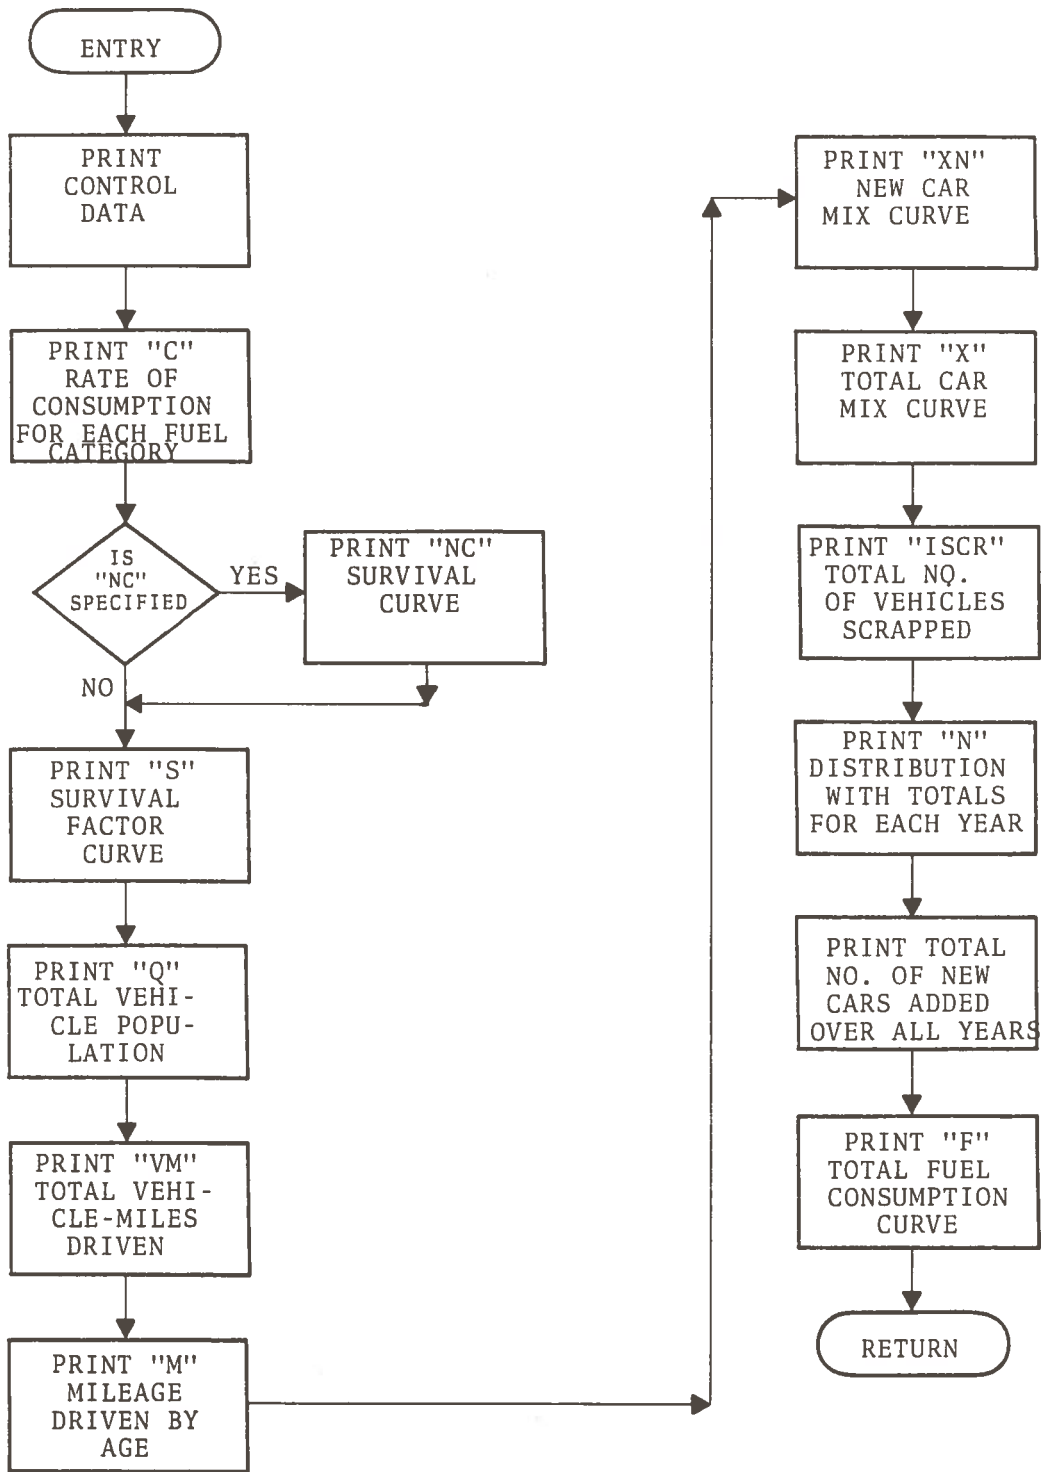 ENTRY
PRINT
CONTROL
DATA
PRINT "C"
RATE OF
CONSUMPTION
FOR EACH FUEL
CATEGORY
IS
"NC"
SPECIFIED
YES
PRINT "NC"
SURVIVAL
CURVE
NO
PRINT "S"
SURVIVAL
FACTOR
CURVE
PRINT "Q"
TOTAL VEHI-
CLE POPU-
LATION
PRINT "VM"
TOTAL VEHI-
CLE-MILES
DRIVEN
PRINT "M"
MILEAGE
DRIVEN BY
AGE
PRINT "XN"
NEW CAR
MIX CURVE
PRINT "X"
TOTAL CAR
MIX CURVE
PRINT "ISCR"
TOTAL NO.
OF VEHICLES
SCRAPPED
PRINT "N"
DISTRIBUTION
WITH TOTALS
FOR EACH YEAR
PRINT TOTAL
NO. OF NEW
CARS ADDED
OVER ALL YEARS
PRINT "F"
TOTAL FUEL
CONSUMPTION
CURVE
RETURN